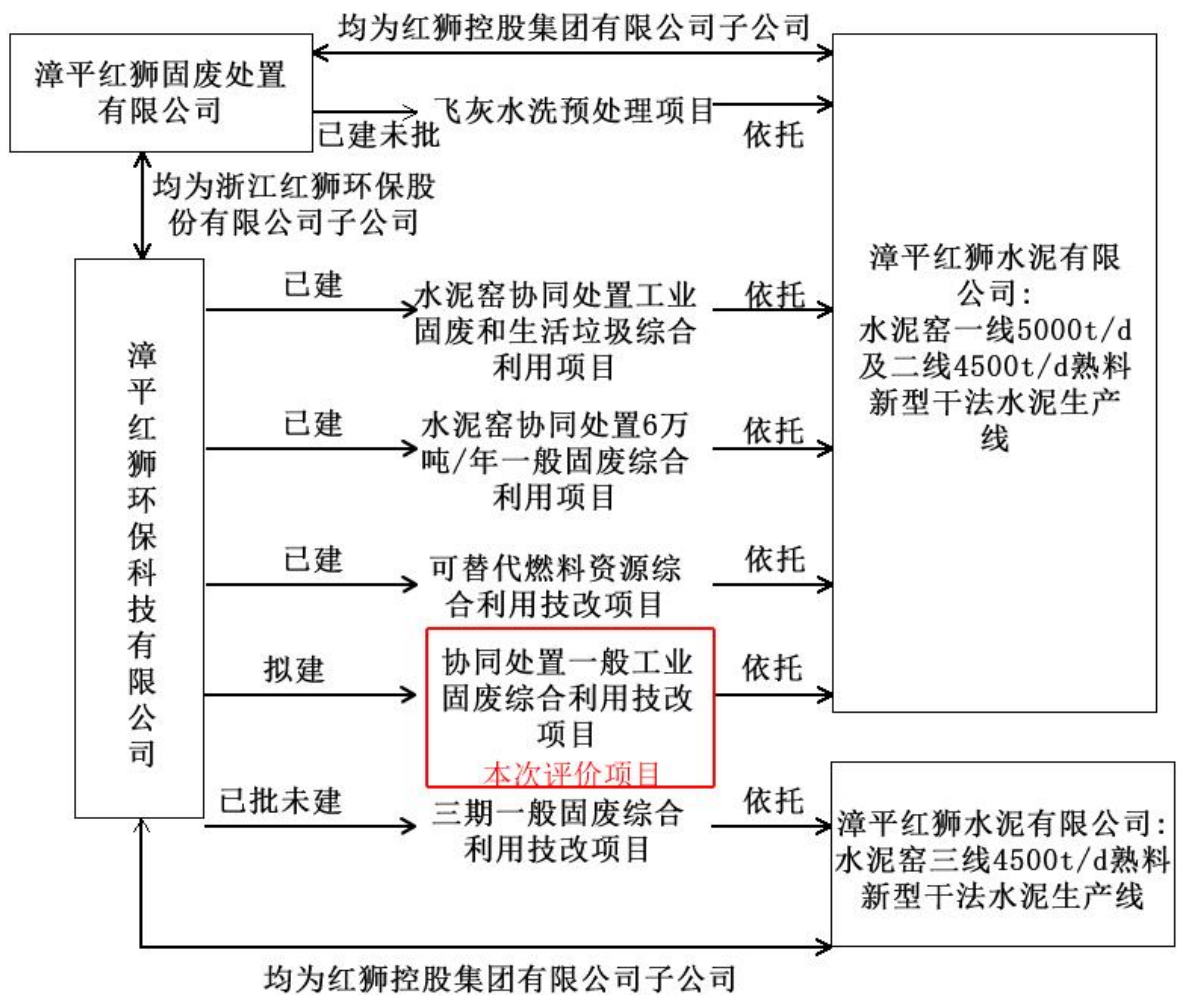 均为红狮控股集团有限公司子公司
漳平红狮固废处置
有限公司
飞灰水洗预处理项目
已建未批
依托
均为浙江红狮环保股
份有限公司子公司
漳平红狮环保科技有限公司
已建
水泥窑协同处置工业
固废和生活垃圾综合
利用项目
依托
漳平红狮水泥有限
公司:
水泥窑一线5000t/d
及二线4500t/d熟料
新型干法水泥生产
线
已建
水泥窑协同处置6万
吨/年一般固废综合
利用项目
依托
已建
可替代燃料资源综
合利用技改项目
依托
拟建
协同处置一般工业
固废综合利用技改
项目
本次评价项目
依托
已批未建
三期一般固废综合
利用技改项目
依托
漳平红狮水泥有限公司:
水泥窑三线4500t/d熟料
新型干法水泥生产线
均为红狮控股集团有限公司子公司